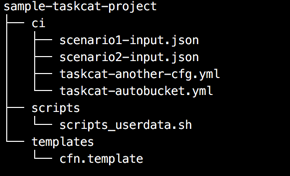 sample-taskcat-project
├── ci
│   ├── scenario1-input.json
│   ├── scenario2-input.json
│   ├── taskcat-another-cfg.yml
│   └── taskcat-autobucket.yml
├── scripts
│   └── scripts_userdata.sh
└── templates
    └── cfn.template